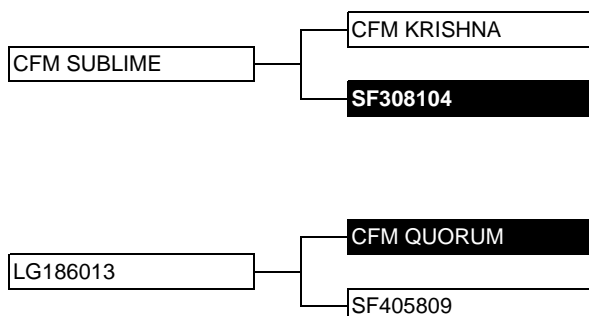 CFM KRISHNA
CFM SUBLIME
SF308104
CFM QUORUM
LG186013
SF405809